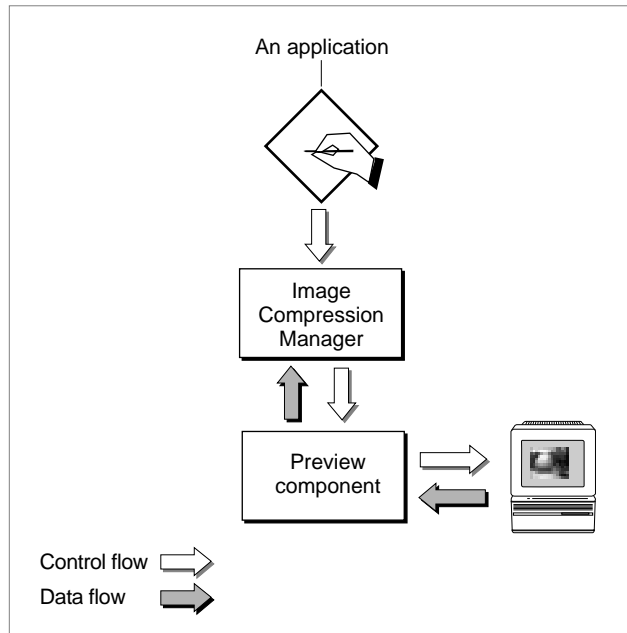 An application
Image
Compression
Manager
Preview
component
Control flow
Data flow